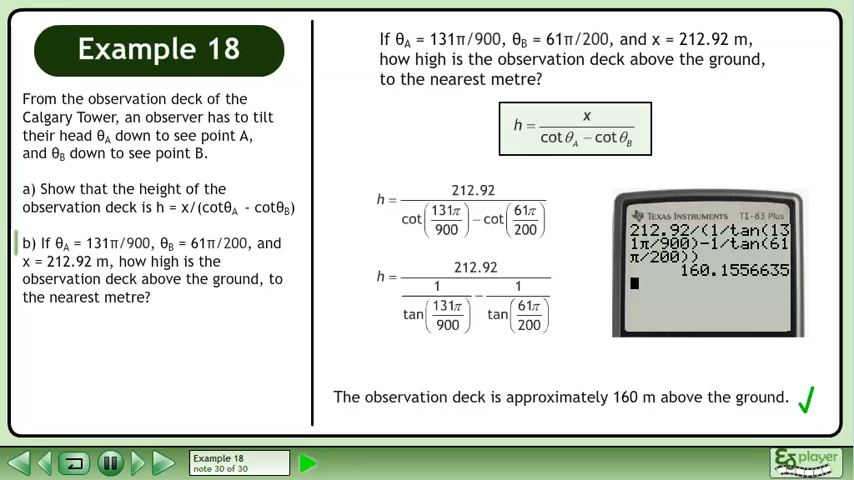 Example 18
From the observation deck of the
Calgary Tower, an observer has to tilt
their head θA down to see point A,
and θB down to see point B.
a) Show that the height of the
observation deck is h = x/(cotθA - cotθB)
b) If θA = 131π/900, θB = 61π/200, and
x = 212.92 m, how high is the
observation deck above the ground, to
the nearest metre?
If θA = 131π/900, θB = 61π/200, and x = 212.92 m,
how high is the observation deck above the ground,
to the nearest metre?
h = x / (cot θA − cot θB)
h = 212.92 / (cot(131π/900) − cot(61π/200))
h = 212.92 / (1/tan(131π/900) − 1/tan(61π/200))
TEXAS INSTRUMENTS TI-83 Plus
212.92/(1/tan(13
1π/900)-1/tan(61
π/200))
160.1556635
The observation deck is approximately 160 m above the ground.
Example 18
note 30 of 30
player